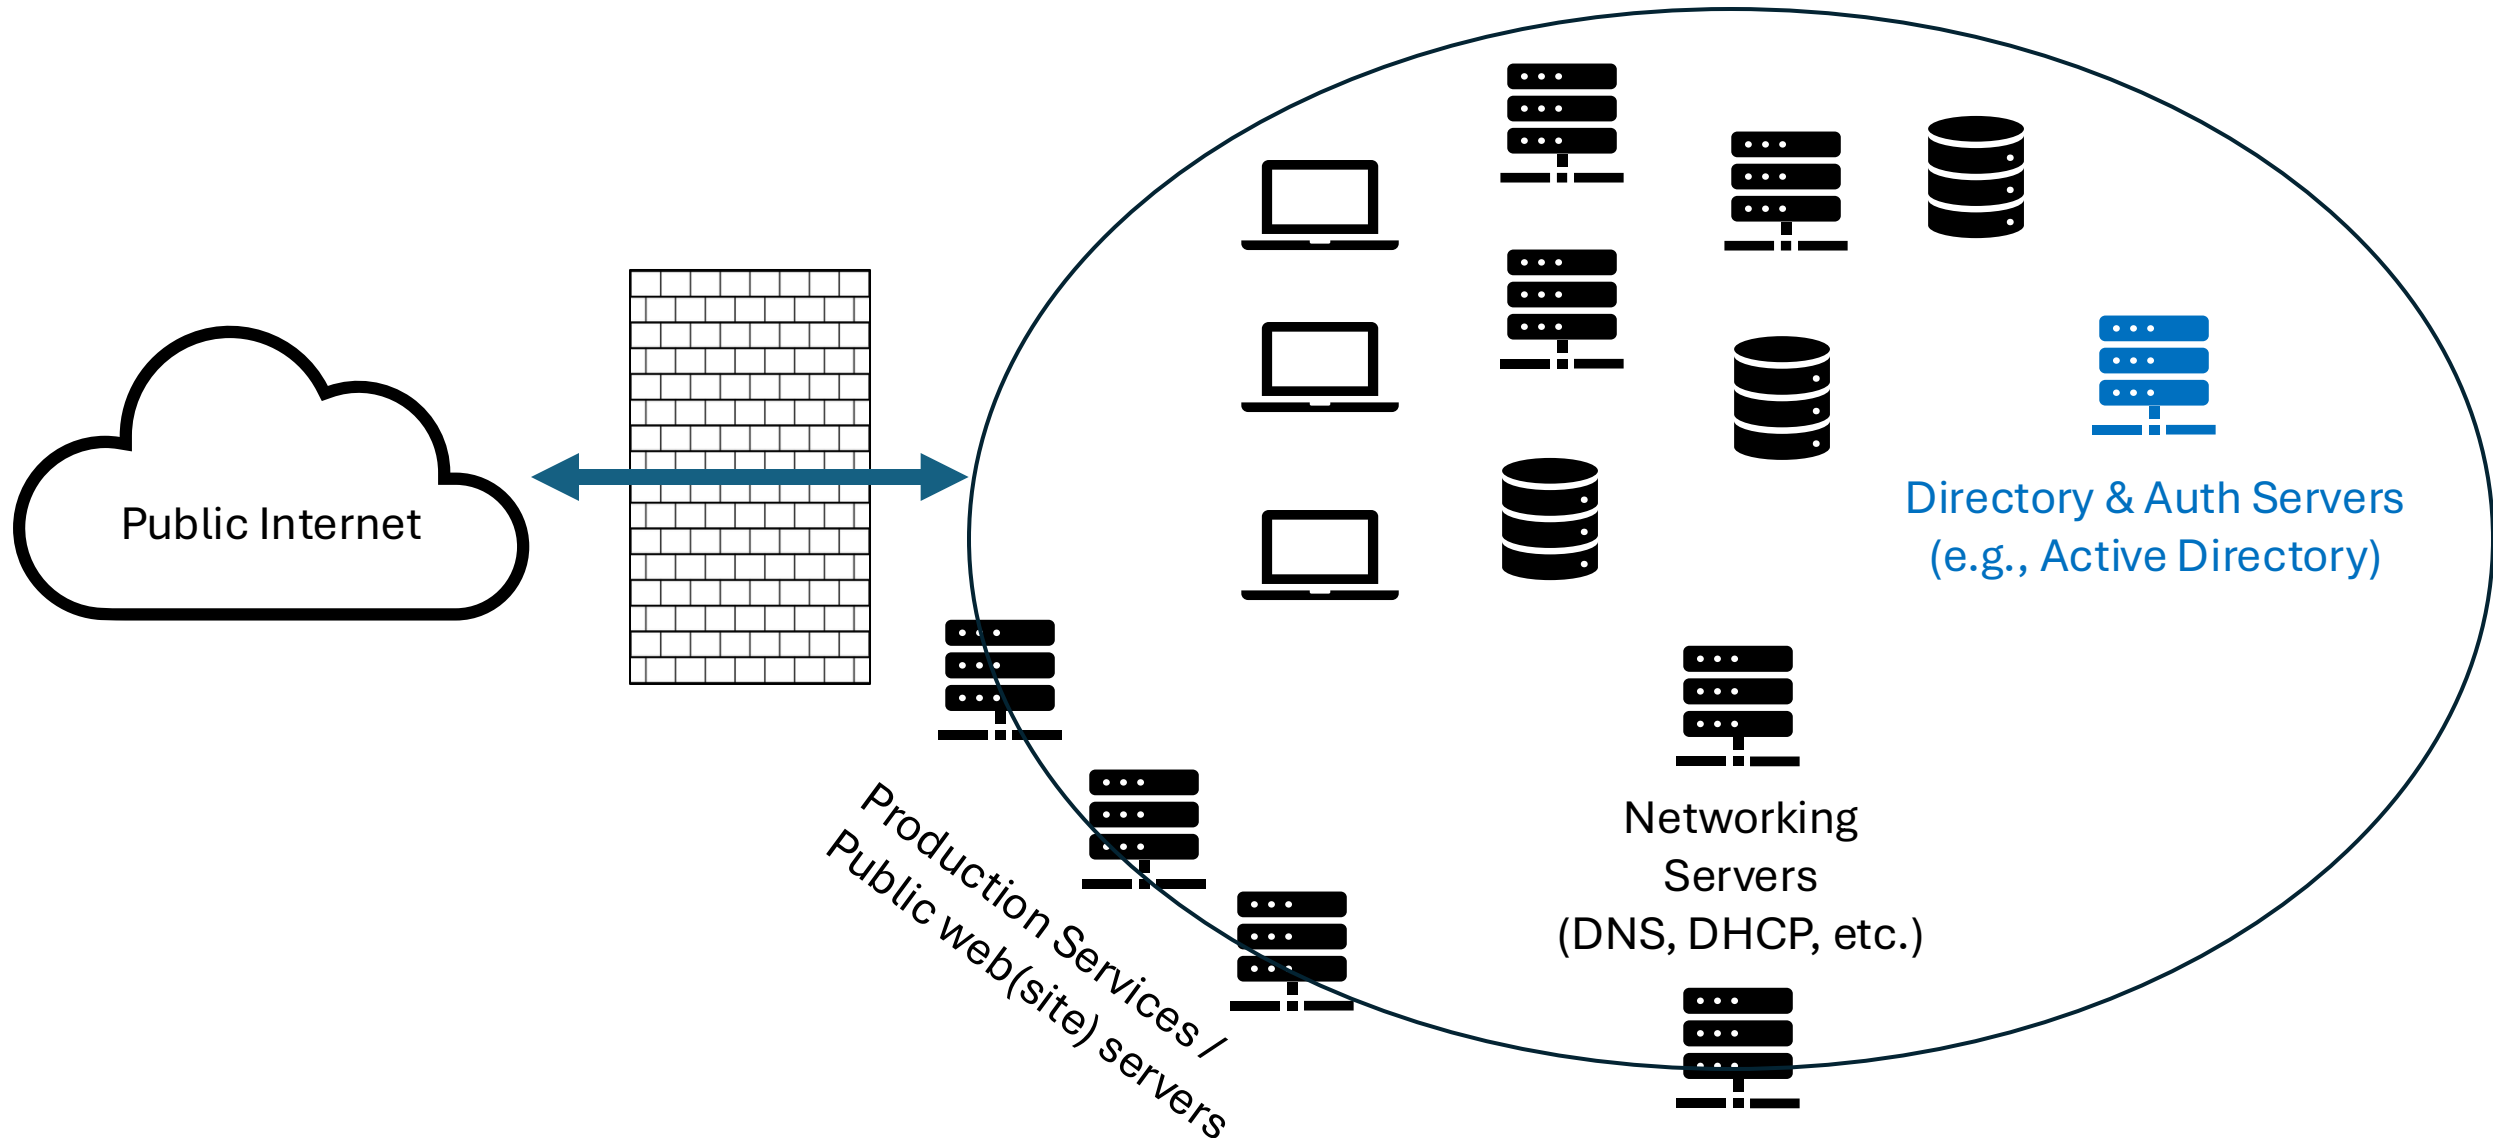 Public Internet
Directory & Auth Servers
(e.g., Active Directory)
Networking
Servers
(DNS, DHCP, etc.)
Production Services /
Public web(site) servers